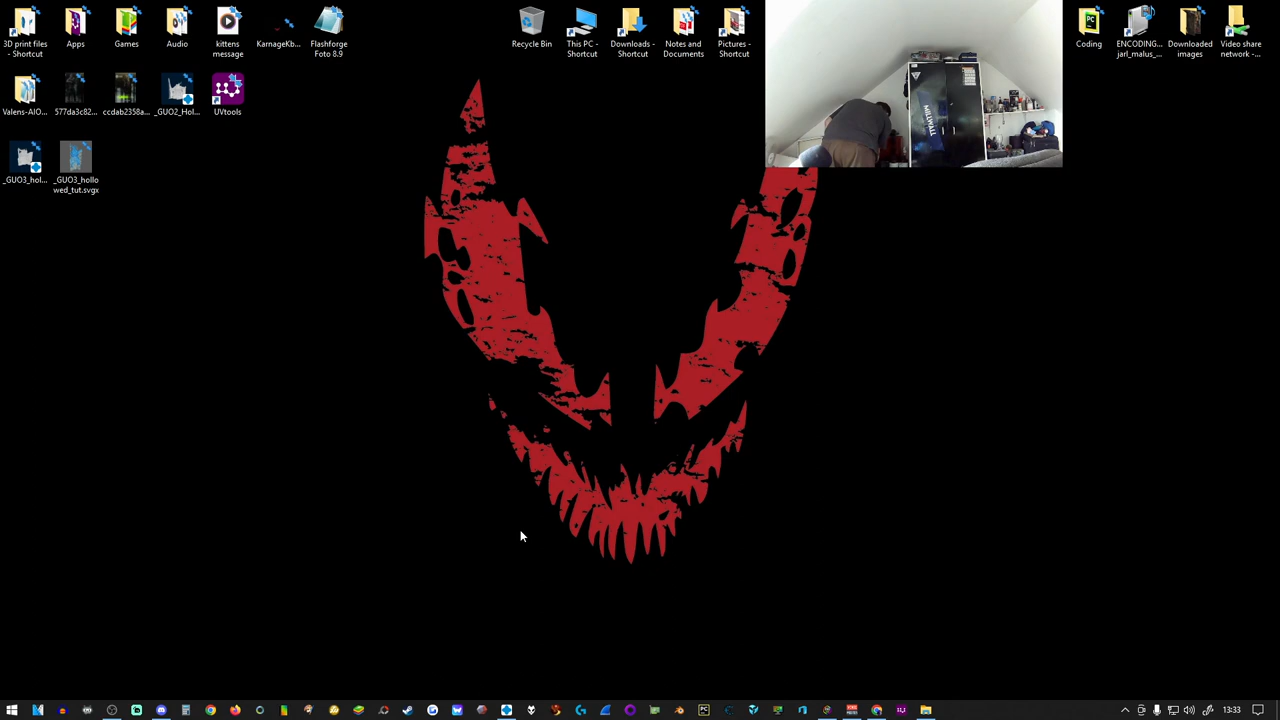 3D print files - Shortcut
Apps
Games
Audio
kittens message
KarnageKb...
Flashforge Foto 8.9
Recycle Bin
This PC - Shortcut
Downloads - Shortcut
Notes and Documents
Pictures - Shortcut
Coding
ENCODING... jarl_malus_...
Downloaded images
Video share network -...
Valens-AIO...
577da3c82...
ccdab2358a...
_GUO2_Hol...
UVtools
_GUO3_hol...
_GUO3_hollowed_tut.svgx
MILLWALL
13:33